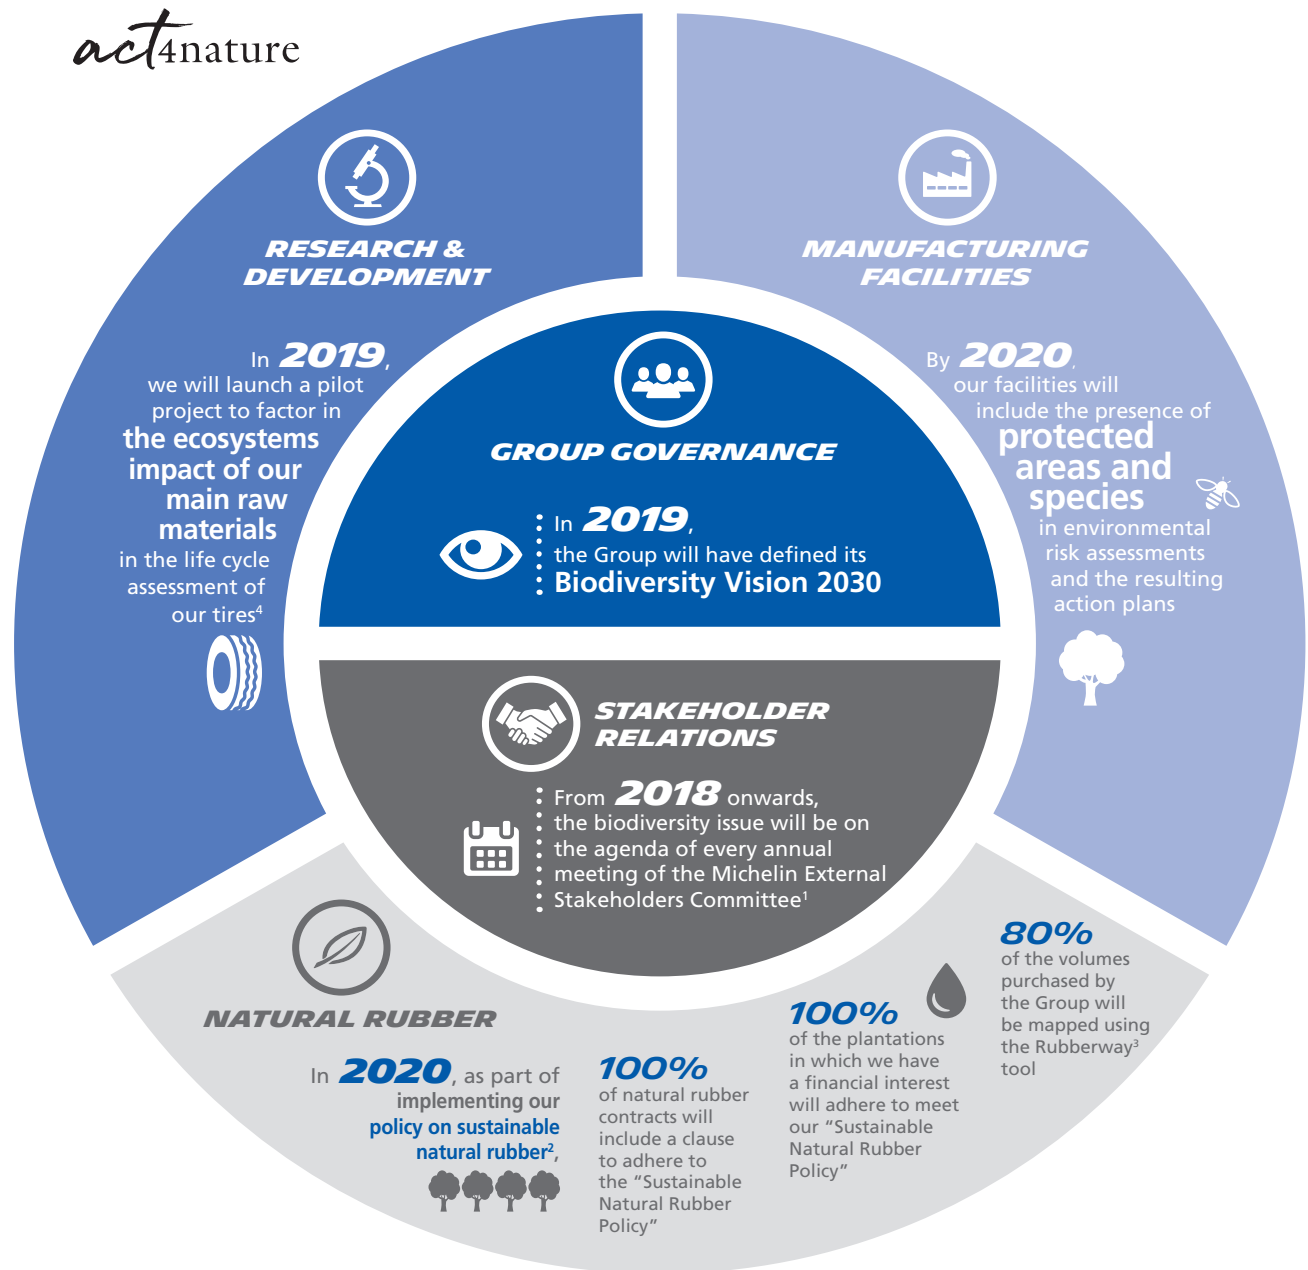 act4nature
RESEARCH &
DEVELOPMENT
In 2019,
we will launch a pilot
project to factor in
the ecosystems
impact of our
main raw
materials
in the life cycle
assessment of
our tires⁴
MANUFACTURING
FACILITIES
By 2020,
our facilities will
include the presence of
protected
areas and
species
in environmental
risk assessments
and the resulting
action plans
GROUP GOVERNANCE
In 2019,
the Group will have defined its
Biodiversity Vision 2030
STAKEHOLDER
RELATIONS
From 2018 onwards,
the biodiversity issue will be on
the agenda of every annual
meeting of the Michelin External
Stakeholders Committee¹
NATURAL RUBBER
In 2020, as part of
implementing our
policy on sustainable
natural rubber²,
100%
of natural rubber
contracts will
include a clause
to adhere to
the “Sustainable
Natural Rubber
Policy”
100%
of the plantations
in which we have
a financial interest
will adhere to meet
our “Sustainable
Natural Rubber
Policy”
80%
of the volumes
purchased by
the Group will
be mapped using
the Rubberway³
tool